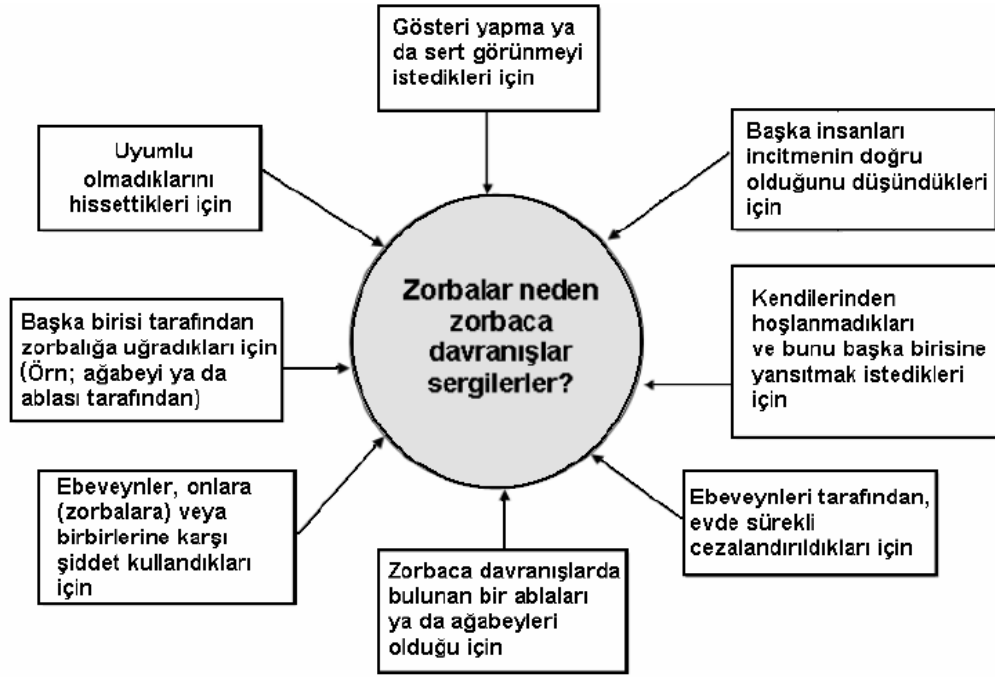 Gösteri yapma ya
da sert görünmeyi
istedikleri için
Uyumlu
olmadıklarını
hissettikleri için
Başka insanları
incitmenin doğru
olduğunu düşündükleri
için
Zorbalar neden
zorbaca
davranışlar
sergilerler?
Başka birisi tarafından
zorbalığa uğradıkları için
(Örn; ağabeyi ya da
ablası tarafından)
Kendilerinden
hoşlanmadıkları
ve bunu başka birisine
yansıtmak istedikleri
için
Ebeveynler, onlara
(zorbalara) veya
birbirlerine karşı
şiddet kullandıkları
için
Zorbaca davranışlarda
bulunan bir ablaları
ya da ağabeyleri
olduğu için
Ebeveynleri tarafından,
evde sürekli
cezalandırıldıkları için